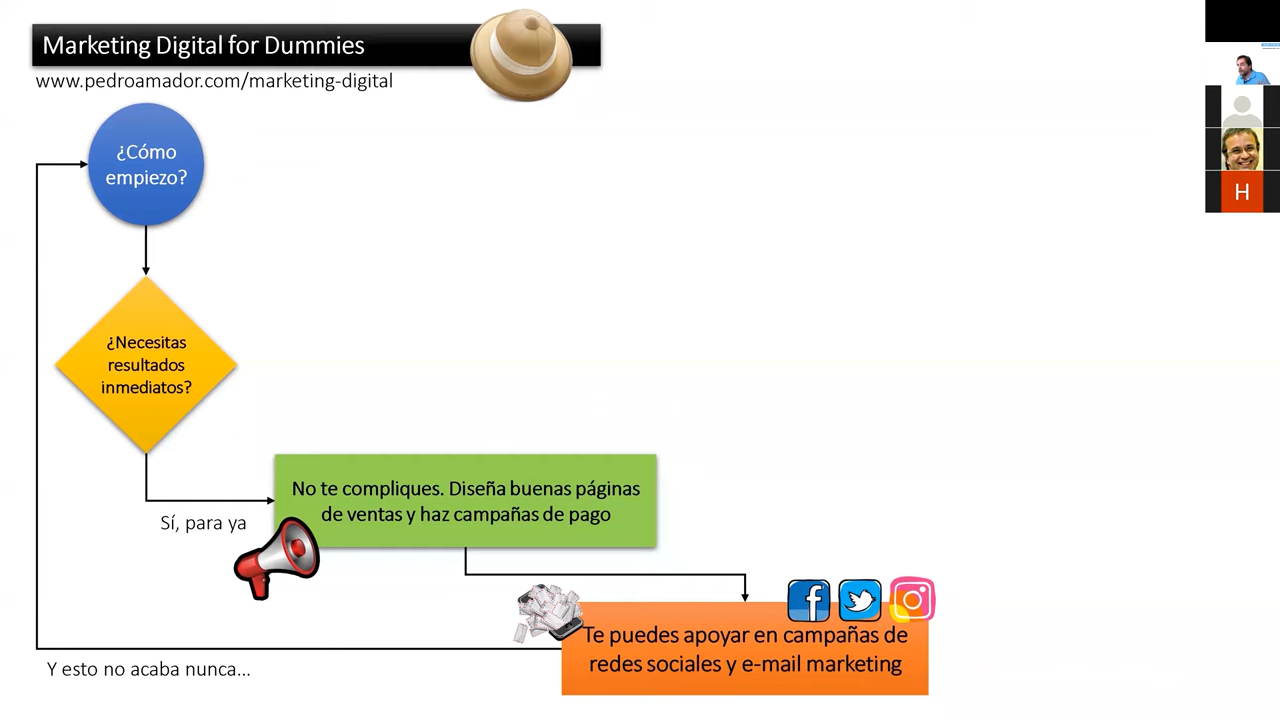 Marketing Digital for Dummies
www.pedroamador.com/marketing-digital
¿Cómo
empiezo?
¿Necesitas
resultados
inmediatos?
No te compliques. Diseña buenas páginas
de ventas y haz campañas de pago
Sí, para ya
Te puedes apoyar en campañas de
redes sociales y e-mail marketing
Y esto no acaba nunca...
H